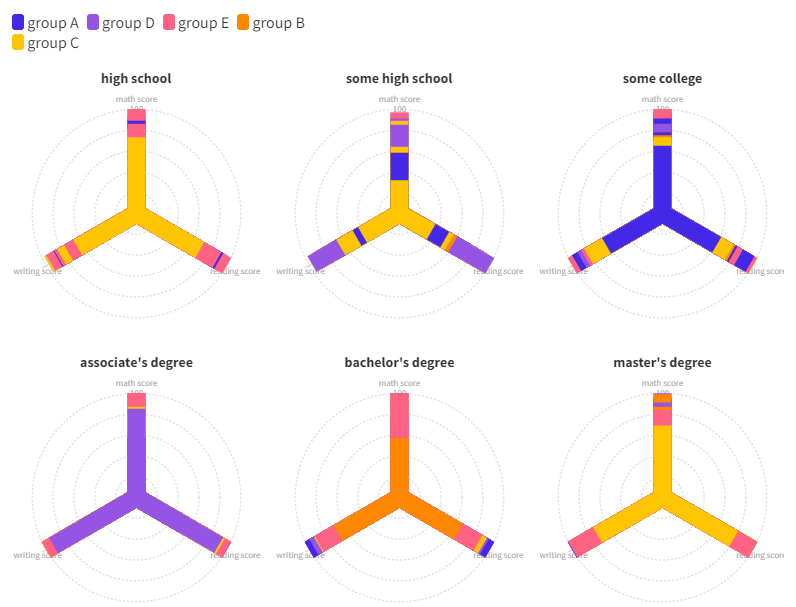 group A group D group E group B
group C
high school some high school some college
math score math score math score
100 100 100
writing score reading score writing score reading score writing score reading score
associate's degree bachelor's degree master's degree
math score math score math score
100 100 100
writing score reading score writing score reading score writing score reading score